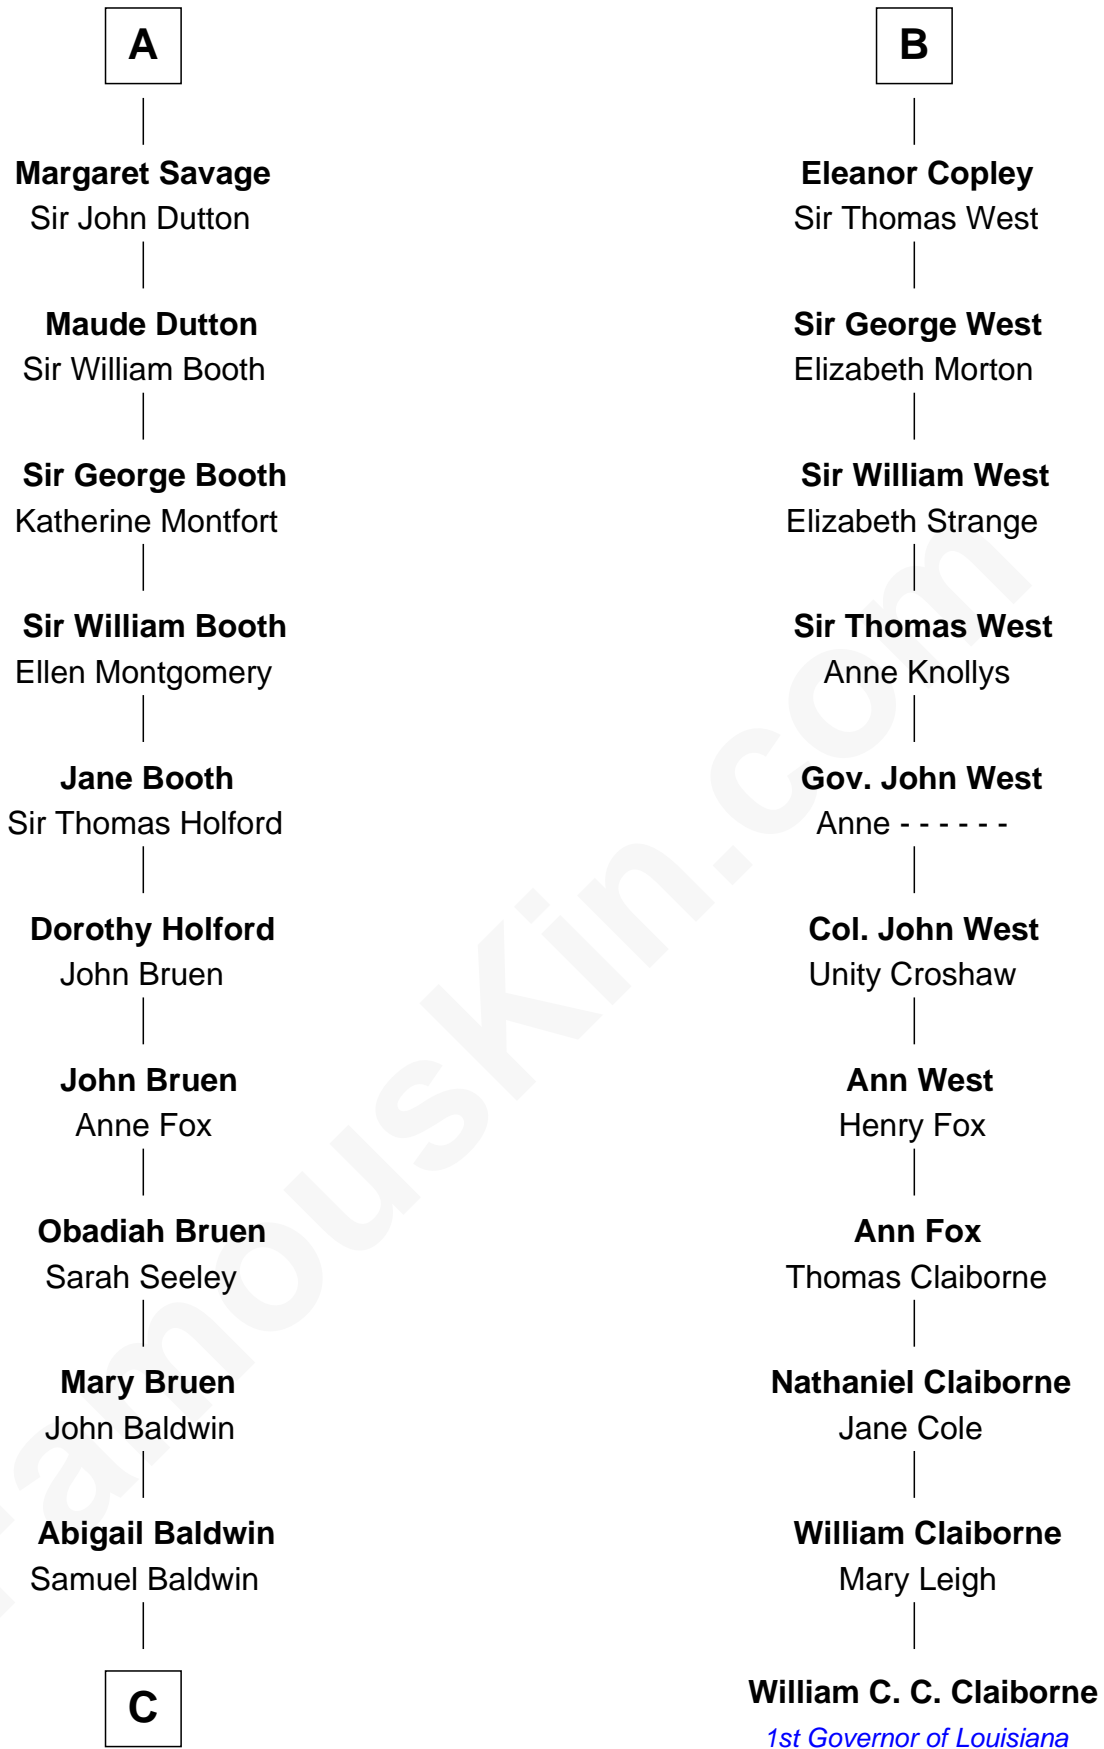 A
Margaret Savage
Sir John Dutton
Maude Dutton
Sir William Booth
Sir George Booth
Katherine Montfort
Sir William Booth
Ellen Montgomery
Jane Booth
Sir Thomas Holford
Dorothy Holford
John Bruen
John Bruen
Anne Fox
Obadiah Bruen
Sarah Seeley
Mary Bruen
John Baldwin
Abigail Baldwin
Samuel Baldwin
C
B
Eleanor Copley
Sir Thomas West
Sir George West
Elizabeth Morton
Sir William West
Elizabeth Strange
Sir Thomas West
Anne Knollys
Gov. John West
Anne - - - - - -
Col. John West
Unity Croshaw
Ann West
Henry Fox
Ann Fox
Thomas Claiborne
Nathaniel Claiborne
Jane Cole
William Claiborne
Mary Leigh
William C. C. Claiborne
1st Governor of Louisiana
FamousKin.com